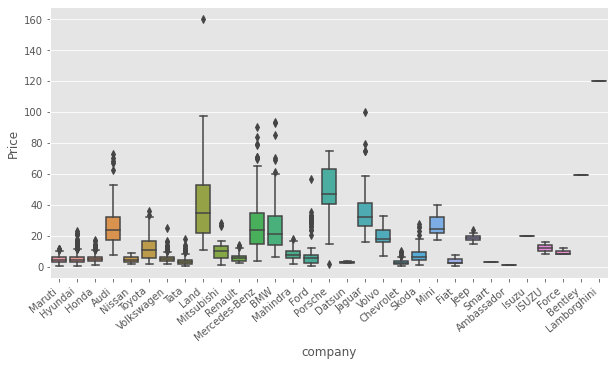 160
140
120
100
80
60
40
20
0
Price
Maruti
Hyundai
Honda
Audi
Nissan
Toyota
Volkswagen
Tata
Land
Mitsubishi
Renault
Mercedes-Benz
BMW
Mahindra
Ford
Porsche
Datsun
Jaguar
Volvo
Chevrolet
Skoda
Mini
Fiat
Jeep
Smart
Ambassador
Isuzu
ISUZU
Force
Bentley
Lamborghini
company